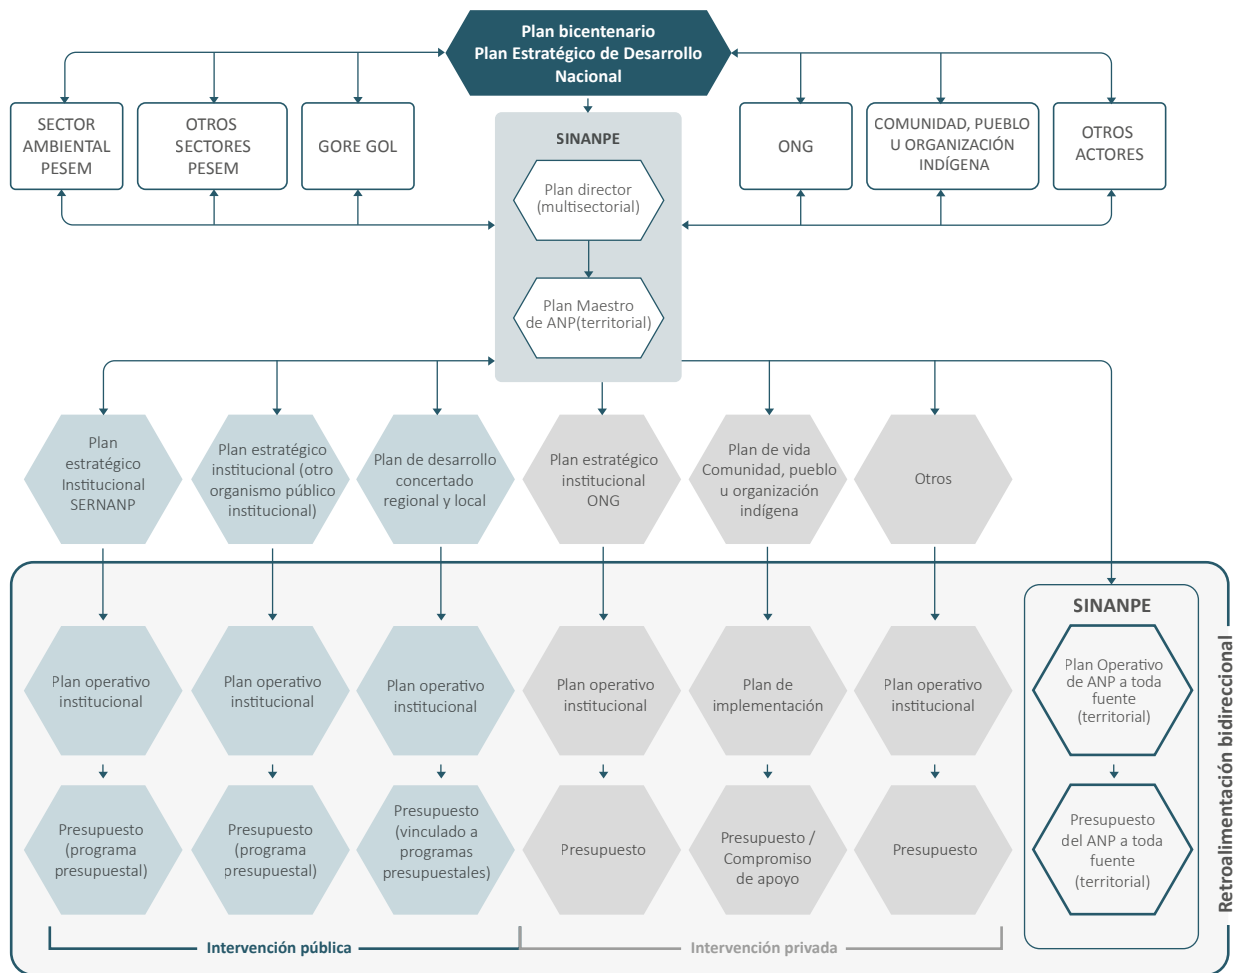 Plan bicentenario
Plan Estratégico de Desarrollo
Nacional
SECTOR
AMBIENTAL
PESEM
OTROS
SECTORES
PESEM
GORE GOL
SINANPE
Plan director
(multisectorial)
Plan Maestro
de ANP(territorial)
ONG
COMUNIDAD, PUEBLO
U ORGANIZACIÓN
INDÍGENA
OTROS
ACTORES
Plan
estratégico
Institucional
SERNANP
Plan estratégico
institucional (otro
organismo público
institucional)
Plan de desarrollo
concertado
regional y local
Plan estratégico
institucional
ONG
Plan de vida
Comunidad, pueblo
u organización
indígena
Otros
Plan operativo
institucional
Plan operativo
institucional
Plan operativo
institucional
Plan operativo
institucional
Plan de
implementación
Plan operativo
institucional
SINANPE
Plan Operativo
de ANP a toda
fuente
(territorial)
Presupuesto
(programa
presupuestal)
Presupuesto
(programa
presupuestal)
Presupuesto
(vinculado a
programas
presupuestales)
Presupuesto
Presupuesto /
Compromiso
de apoyo
Presupuesto
Presupuesto
del ANP a toda
fuente
(territorial)
Intervención pública
Intervención privada
Retroalimentación bidireccional